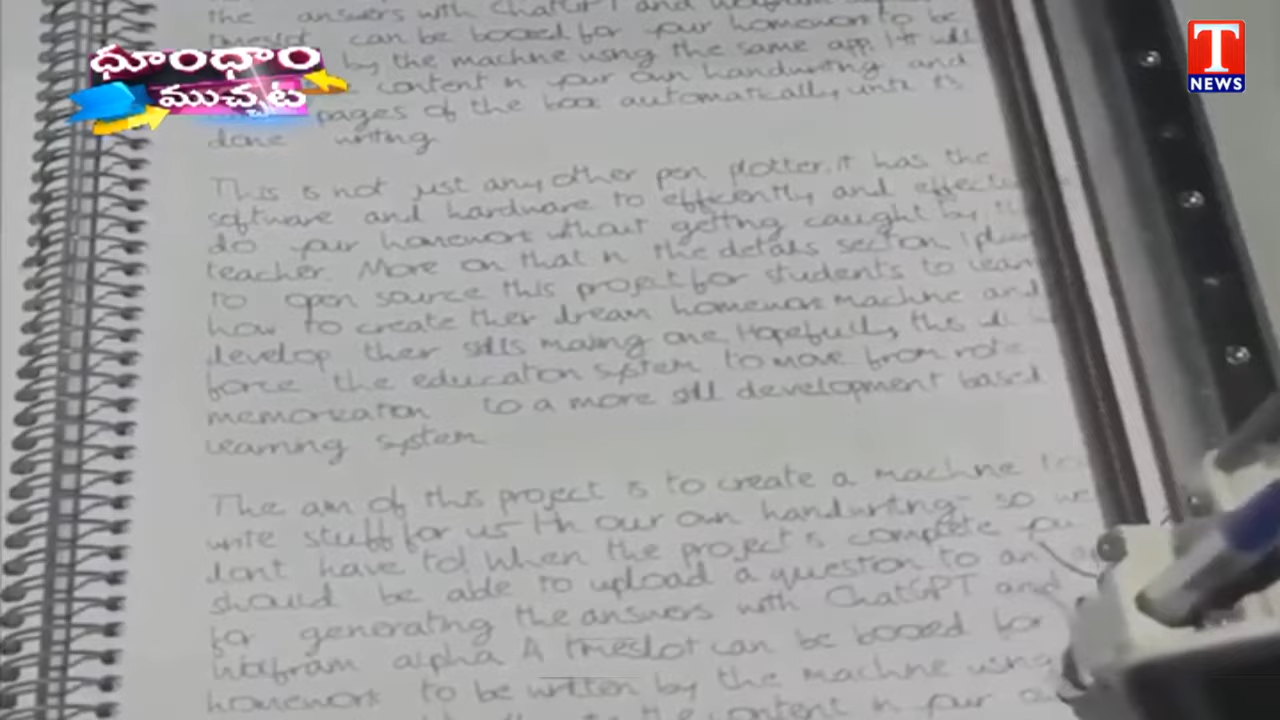 the answers with ChatGPT and
timeslot can be booed for your homework to be
by the machine using the same app It will
content your own handwriting and
pages of the book automatically until it's
done writing
This is not just any other pen plotter. it has the
software and hardware to efficiently and
do your homework without getting caught by
teacher. More on that in the details section I
to open source this project for students to learn
how to create their dream homework machine and
develop their skills making one, Hopefully, this
force the education system to move from rote
memorization to a more skill development based
learning system
The aim of this project is to create a machine
write stuff for us in our own handwriting- so we
dont have to! When the project is complete
should be able to upload a question to an
for generating the answers with ChatGPT and
Wolfram alpha A timeslot can be booed for
homework to be written by the machine using
the content in your
ధూంధాం
ముచ్చట
T
NEWS